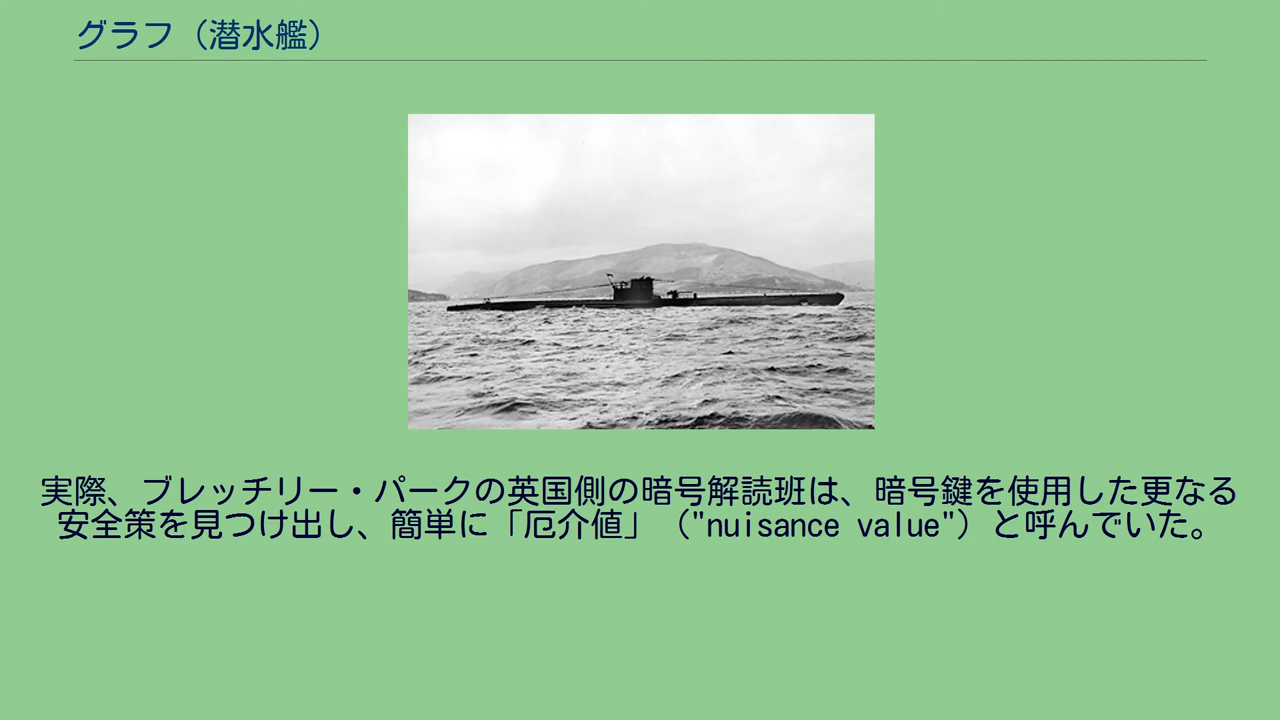 グラフ（潜水艦）
実際、ブレッチリー・パークの英国側の暗号解読班は、暗号鍵を使用した更なる
安全策を見つけ出し、簡単に「厄介値」（"nuisance value"）と呼んでいた。